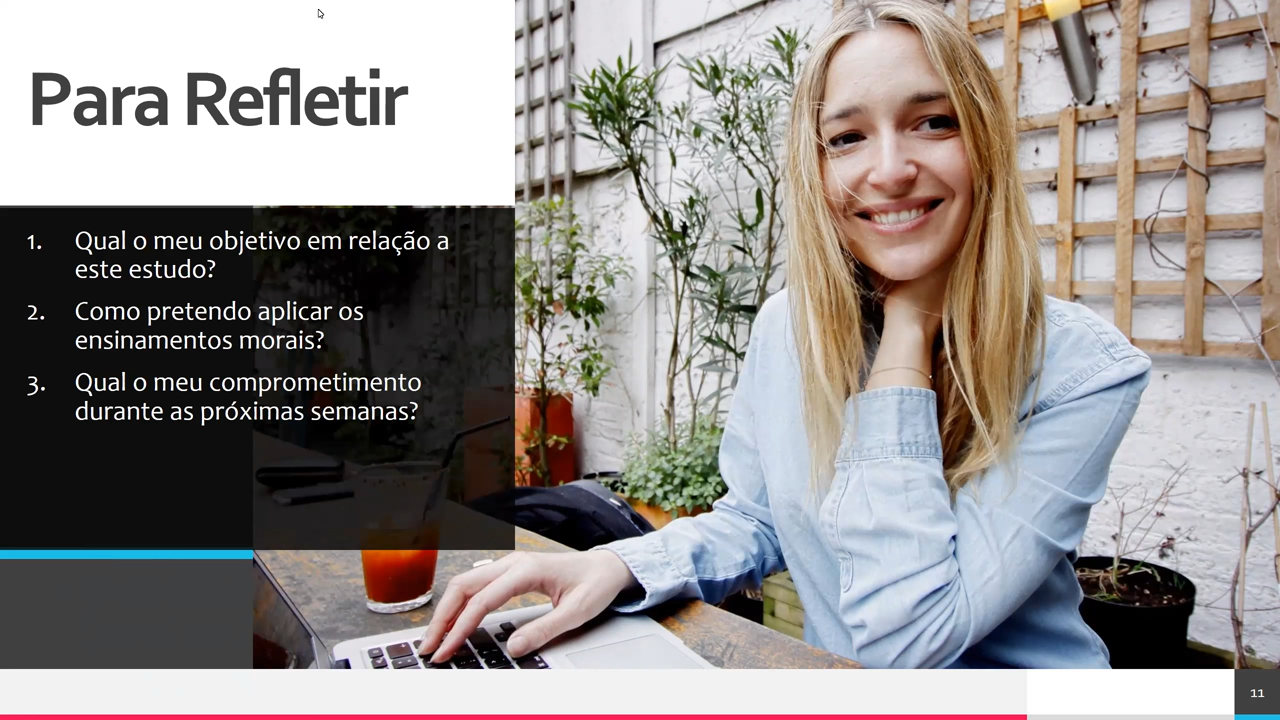 Para Refletir
1. Qual o meu objetivo em relação a
este estudo?
2. Como pretendo aplicar os
ensinamentos morais?
3. Qual o meu comprometimento
durante as próximas semanas?
11